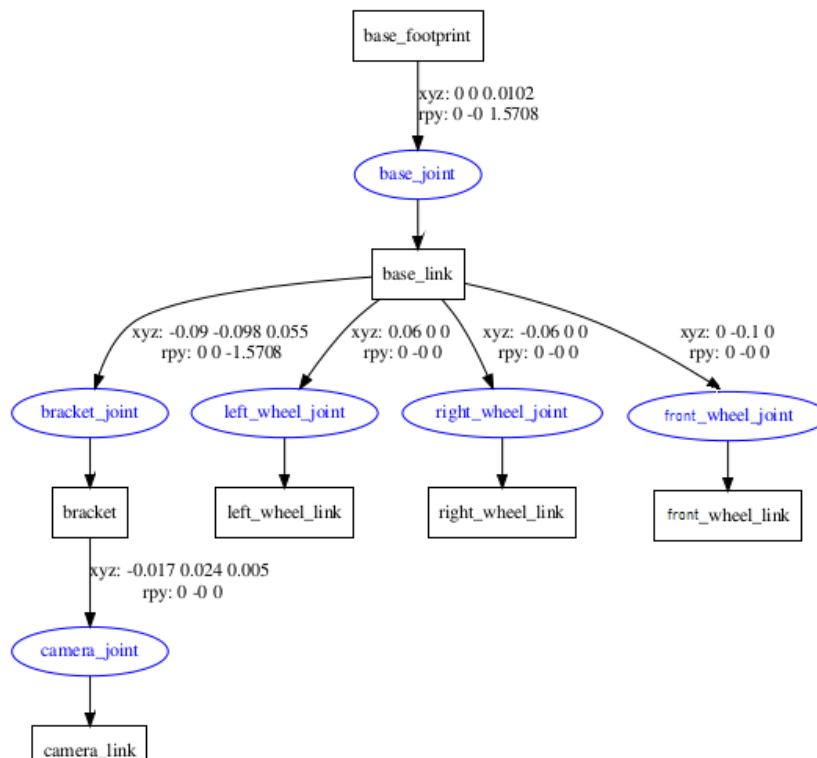 base_footprint
xyz: 0 0 0.0102
rpy: 0 -0 1.5708
base_joint
base_link
xyz: -0.09 -0.098 0.055
rpy: 0 0 -1.5708
xyz: 0.06 0 0
rpy: 0 -0 0
xyz: -0.06 0 0
rpy: 0 -0 0
xyz: 0 -0.1 0
rpy: 0 -0 0
bracket_joint
left_wheel_joint
right_wheel_joint
front_wheel_joint
bracket
left_wheel_link
right_wheel_link
front_wheel_link
xyz: -0.017 0.024 0.005
rpy: 0 -0 0
camera_joint
camera_link